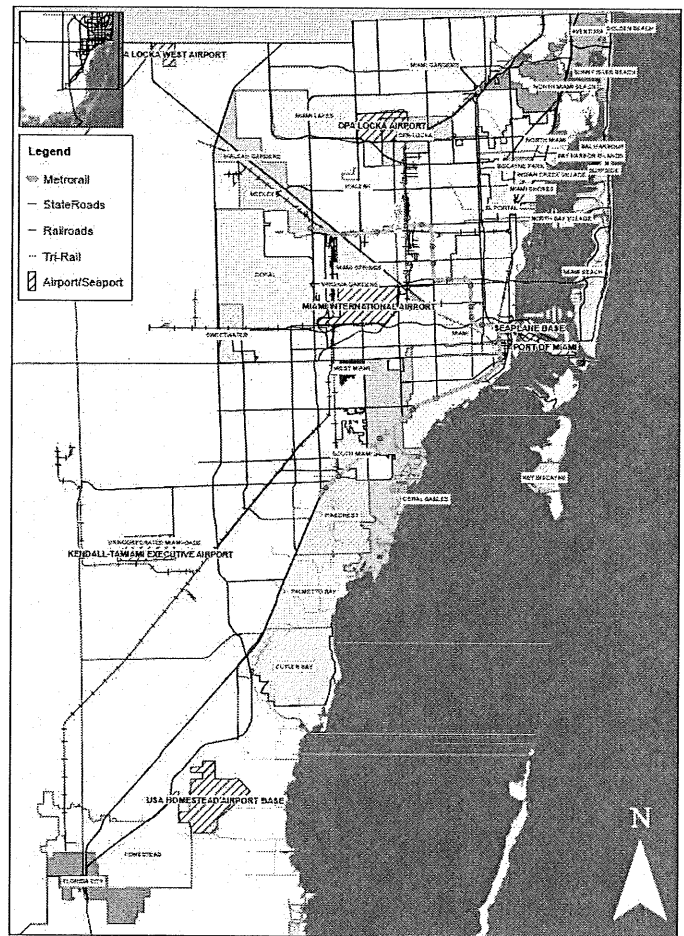 AVENTURA
GOLDEN BEACH
A LOCKA WEST AIRPORT
MIAMI GARDENS
SUNNY ISLES BEACH
NORTH MIAMI BEACH
MIAMI LAKES
OPA LOCKA AIRPORT
OPA-LOCKA
NORTH MIAMI
BAL HARBOUR
BAY HARBOR ISLANDS
HIALEAH GARDENS
BISCAYNE PARK
INDIAN CREEK VILLAGE
SURFSIDE
HIALEAH
MIAMI SHORES
MEDLEY
EL PORTAL
NORTH BAY VILLAGE
Legend
Metrorail
StateRoads
Railroads
Tri-Rail
Airport/Seaport
DORAL
MIAMI SPRINGS
MIAMI BEACH
VIRGINIA GARDENS
MIAMI INTERNATIONAL AIRPORT
SEAPLANE BASE
SWEETWATER
MIAMI
PORT OF MIAMI
WEST MIAMI
SOUTH MIAMI
KEY BISCAYNE
CORAL GABLES
PINECREST
UNINCORPORATED MIAMI-DADE
KENDALL-TAMIAMI EXECUTIVE AIRPORT
PALMETTO BAY
CUTLER BAY
USA HOMESTEAD AIRPORT BASE
N
HOMESTEAD
FLORIDA CITY